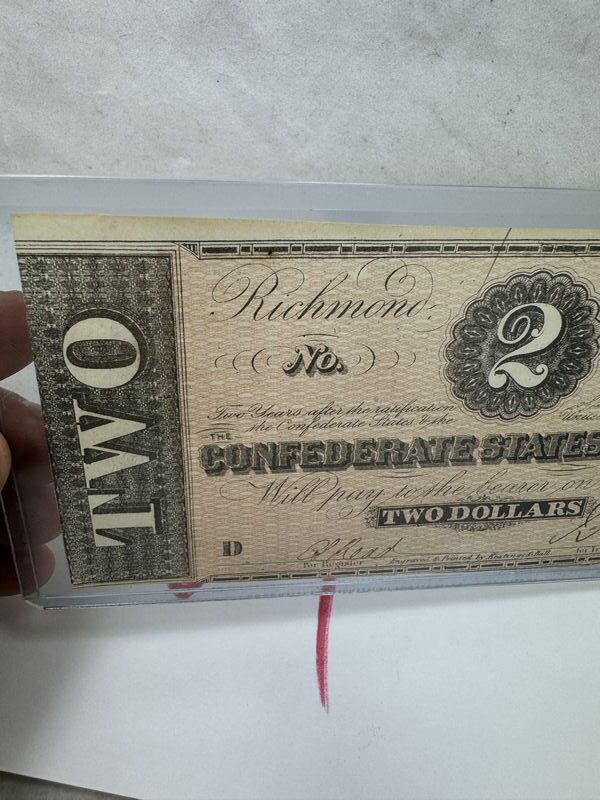 TWO
Richmond
2
No.
Two Years after the ratification
the Confederate States & the
THE
CONFEDERATE STATES
Will pay to the bearer on
TWO DOLLARS
D
For Register
Engraved & Printed by Keatinge & Ball